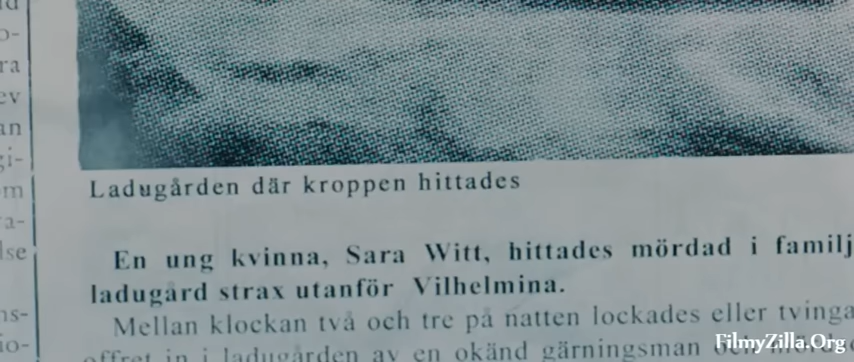 Ladugården där kroppen hittades
En ung kvinna, Sara Witt, hittades mördad i familj
ladugård strax utanför Vilhelmina.
Mellan klockan två och tre på natten lockades eller tvinga
offret in i ladugården av en okänd gärningsman och
FilmyZilla.Org